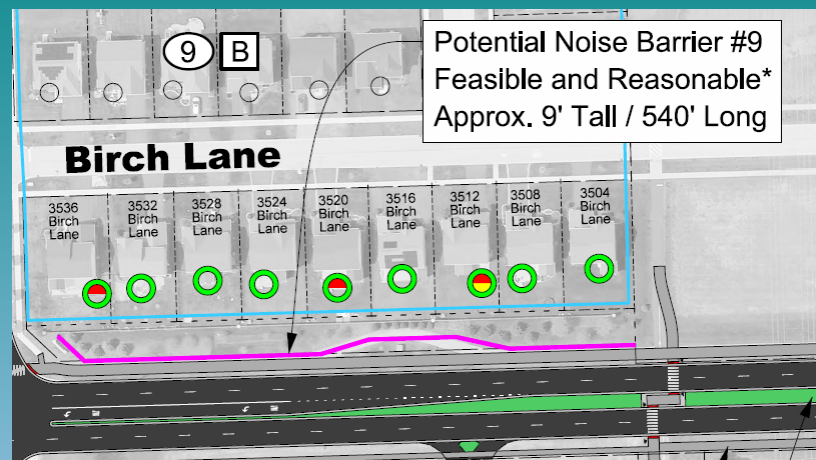 9 B
Potential Noise Barrier #9
Feasible and Reasonable*
Approx. 9' Tall / 540' Long
Birch Lane
3536
Birch
Lane
3532
Birch
Lane
3528
Birch
Lane
3524
Birch
Lane
3520
Birch
Lane
3516
Birch
Lane
3512
Birch
Lane
3508
Birch
Lane
3504
Birch
Lane